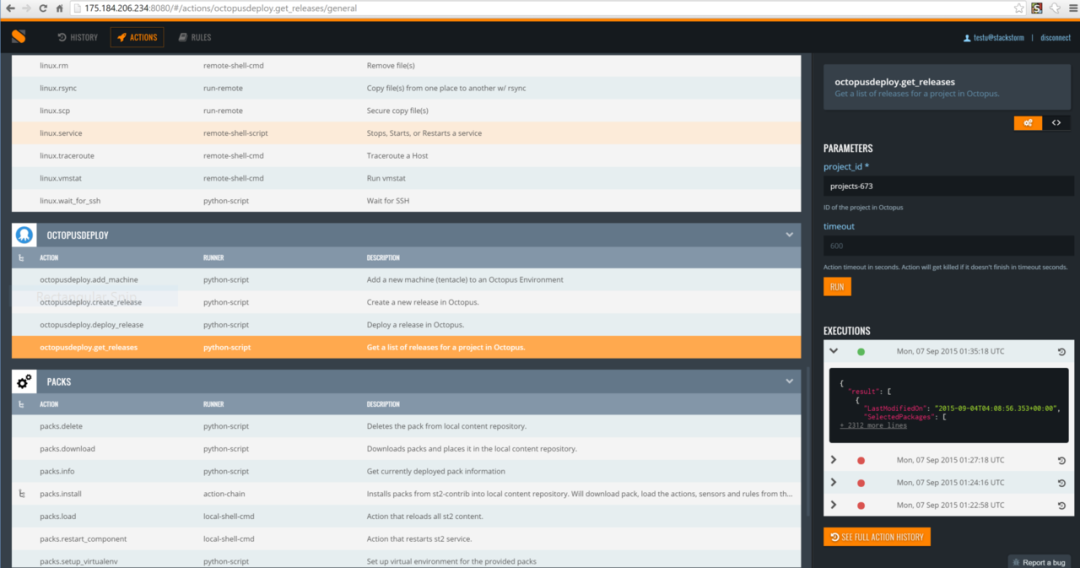 175.184.206.234:8080/#/actions/octopusdeploy.get_releases/general
HISTORY ACTIONS RULES
testu@stackstorm | disconnect
linux.rm remote-shell-cmd Remove file(s)
linux.rsync run-remote Copy file(s) from one place to another w/ rsync
linux.scp run-remote Secure copy file(s)
linux.service remote-shell-script Stops, Starts, or Restarts a service
linux.traceroute remote-shell-cmd Traceroute a Host
linux.vmstat remote-shell-cmd Run vmstat
linux.wait_for_ssh python-script Wait for SSH
OCTOPUSDEPLOY
ACTION RUNNER DESCRIPTION
octopusdeploy.add_machine python-script Add a new machine (tentacle) to an Octopus Environment
octopusdeploy.create_release python-script Create a new release in Octopus.
octopusdeploy.deploy_release python-script Deploy a release in Octopus.
octopusdeploy.get_releases python-script Get a list of releases for a project in Octopus.
PACKS
ACTION RUNNER DESCRIPTION
packs.delete python-script Deletes the pack from local content repository.
packs.download python-script Downloads packs and places it in the local content repository.
packs.info python-script Get currently deployed pack information
packs.install action-chain Installs packs from st2-contrib into local content repository. Will download pack, load the actions, sensors and rules from th...
packs.load local-shell-cmd Action that reloads all st2 content.
packs.restart_component local-shell-cmd Action that restarts st2 service.
packs.setup_virtualenv python-script Set up virtual environment for the provided packs
octopusdeploy.get_releases
Get a list of releases for a project in Octopus.
PARAMETERS
project_id *
projects-673
ID of the project in Octopus
timeout
600
Action timeout in seconds. Action will get killed if it doesn't finish in timeout seconds.
RUN
EXECUTIONS
Mon, 07 Sep 2015 01:35:18 UTC
{
"result": [
{
"LastModifiedOn": "2015-09-04T04:08:56.353+00:00",
"SelectedPackages": [
+ 2312 more lines
Mon, 07 Sep 2015 01:27:18 UTC
Mon, 07 Sep 2015 01:24:16 UTC
Mon, 07 Sep 2015 01:22:58 UTC
SEE FULL ACTION HISTORY
Report a bug